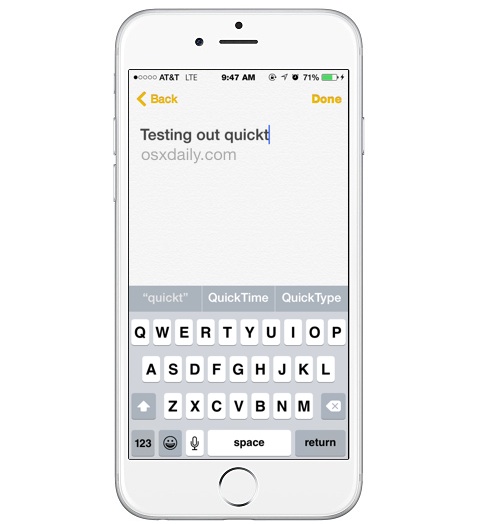 AT&T LTE 9:47 AM 71%
Back Done
Testing out quickt
osxdaily.com
“quickt” QuickTime QuickType
Q W E R T Y U I O P
A S D F G H J K L
Z X C V B N M
123 space return